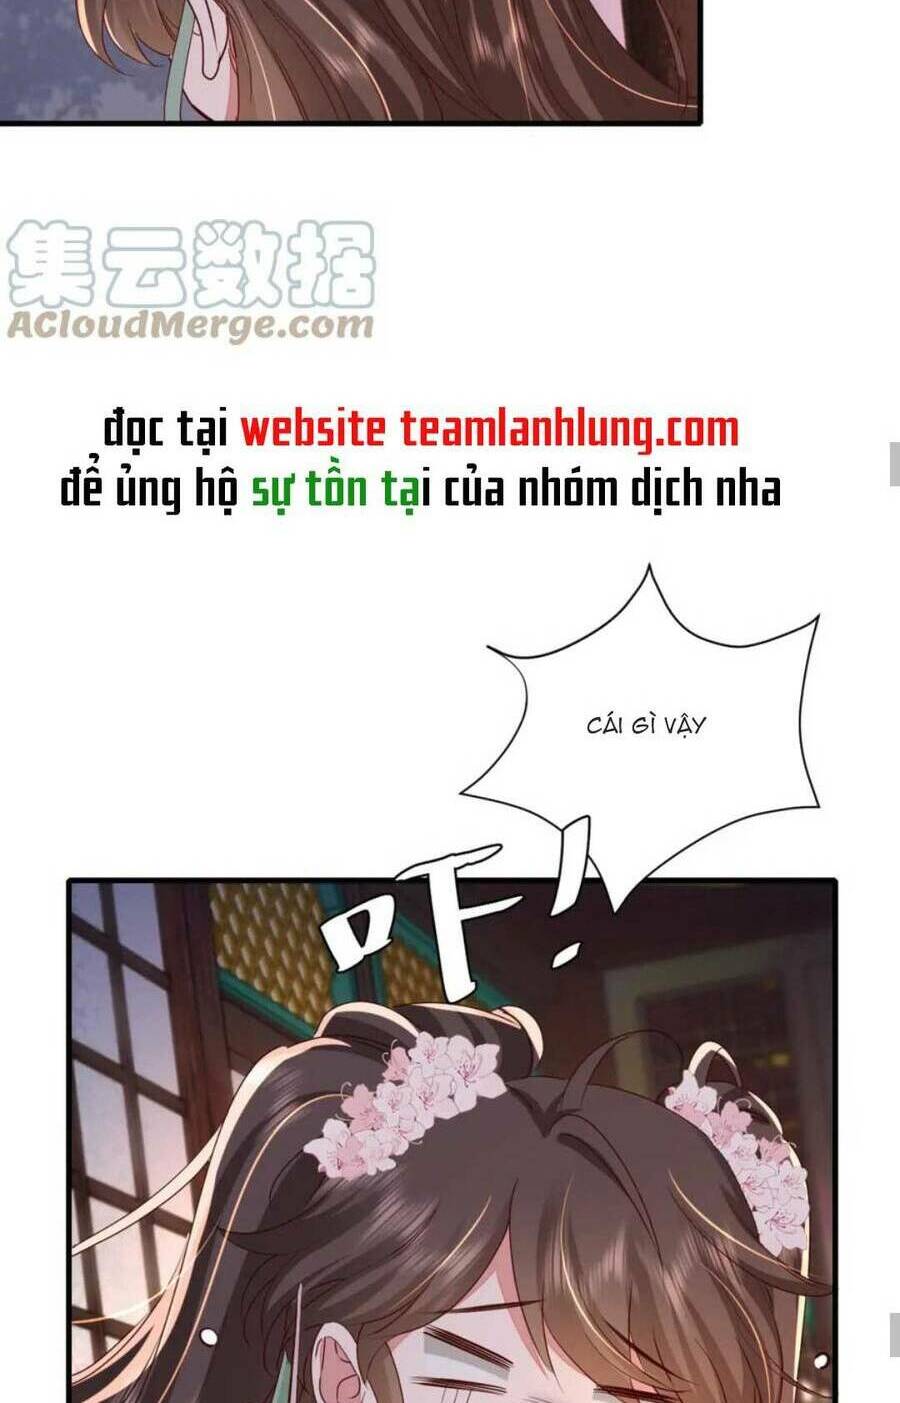 集云数据
ACloudMerge.com
đọc tại website teamlanhlung.com
để ủng hộ sự tồn tại của nhóm dịch nha
CÁI GÌ VẬY
吓!